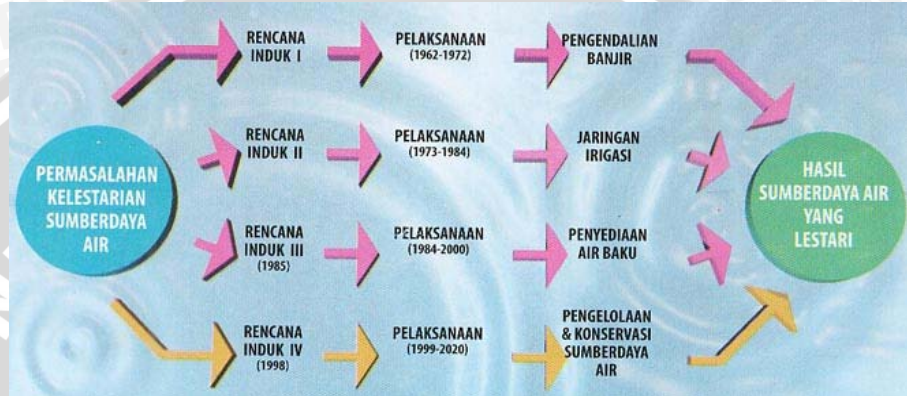 PERMASALAHAN
KELESTARIAN
SUMBERDAYA
AIR
RENCANA
INDUK I
PELAKSANAAN
(1962-1972)
PENGENDALIAN
BANJIR
RENCANA
INDUK II
PELAKSANAAN
(1973-1984)
JARINGAN
IRIGASI
RENCANA
INDUK III
(1985)
PELAKSANAAN
(1984-2000)
PENYEDIAAN
AIR BAKU
RENCANA
INDUK IV
(1998)
PELAKSANAAN
(1999-2020)
PENGELOLAAN
& KONSERVASI
SUMBERDAYA
AIR
HASIL
SUMBERDAYA AIR
YANG
LESTARI